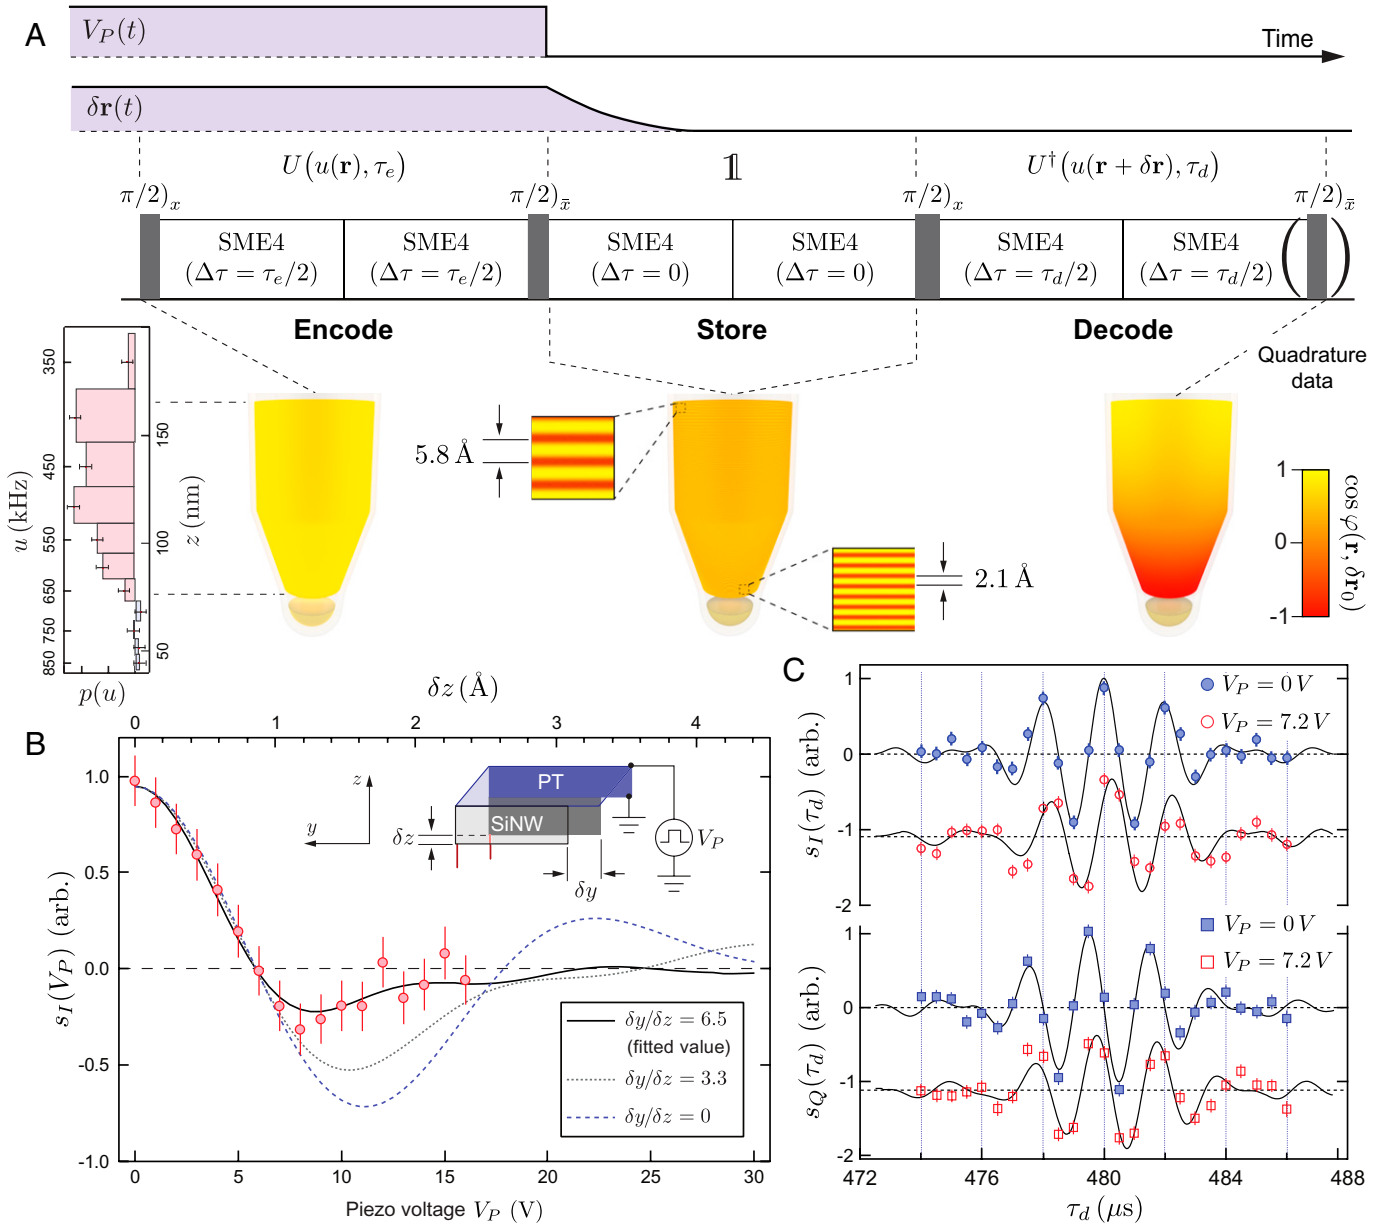 A
V_P(t)
Time
δr(t)
U(u(r), τ_e)
𝟙
U†(u(r + δr), τ_d)
π/2)_x
π/2)_x̄
π/2)_x
π/2)_x̄
SME4
(Δτ = τ_e/2)
SME4
(Δτ = τ_e/2)
SME4
(Δτ = 0)
SME4
(Δτ = 0)
SME4
(Δτ = τ_d/2)
SME4
(Δτ = τ_d/2)
( )
Encode
Store
Decode
Quadrature
data
350
450
550
650
750
850
u (kHz)
150
100
50
z (nm)
p(u)
5.8 Å
2.1 Å
1
0
-1
cos φ(r, δr₀)
B
δz (Å)
0 1 2 3 4
1.0
0.5
0.0
-0.5
-1.0
s_I(V_P) (arb.)
z
y
PT
SiNW
δz
δy
V_P
δy/δz = 6.5
(fitted value)
δy/δz = 3.3
δy/δz = 0
0 5 10 15 20 25 30
Piezo voltage V_P (V)
C
V_P = 0 V
V_P = 7.2 V
1
0
-1
-2
s_I(τ_d) (arb.)
V_P = 0 V
V_P = 7.2 V
1
0
-1
-2
s_Q(τ_d) (arb.)
472 476 480 484 488
τ_d (μs)